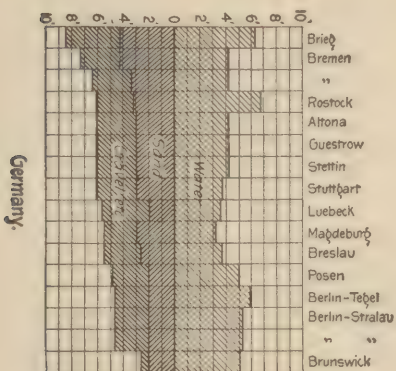 10' 8' 6' 4' 2' 0 2' 4' 6' 8' 10'
Brieg
Bremen
"
Rostock
Altona
Guestrow
Stettin
Stuttgart
Luebeck
Magdeburg
Breslau
Posen
Berlin-Tegel
Berlin-Stralau
" "
Brunswick
Water
Sand
Germany.